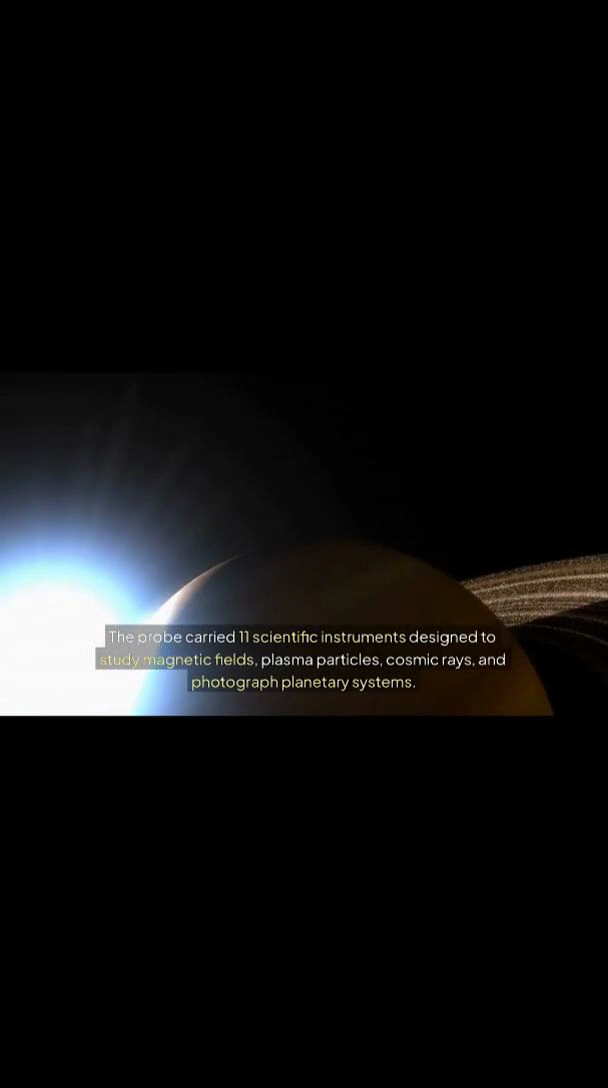 The probe carried 11 scientific instruments designed to
study magnetic fields, plasma particles, cosmic rays, and
photograph planetary systems.